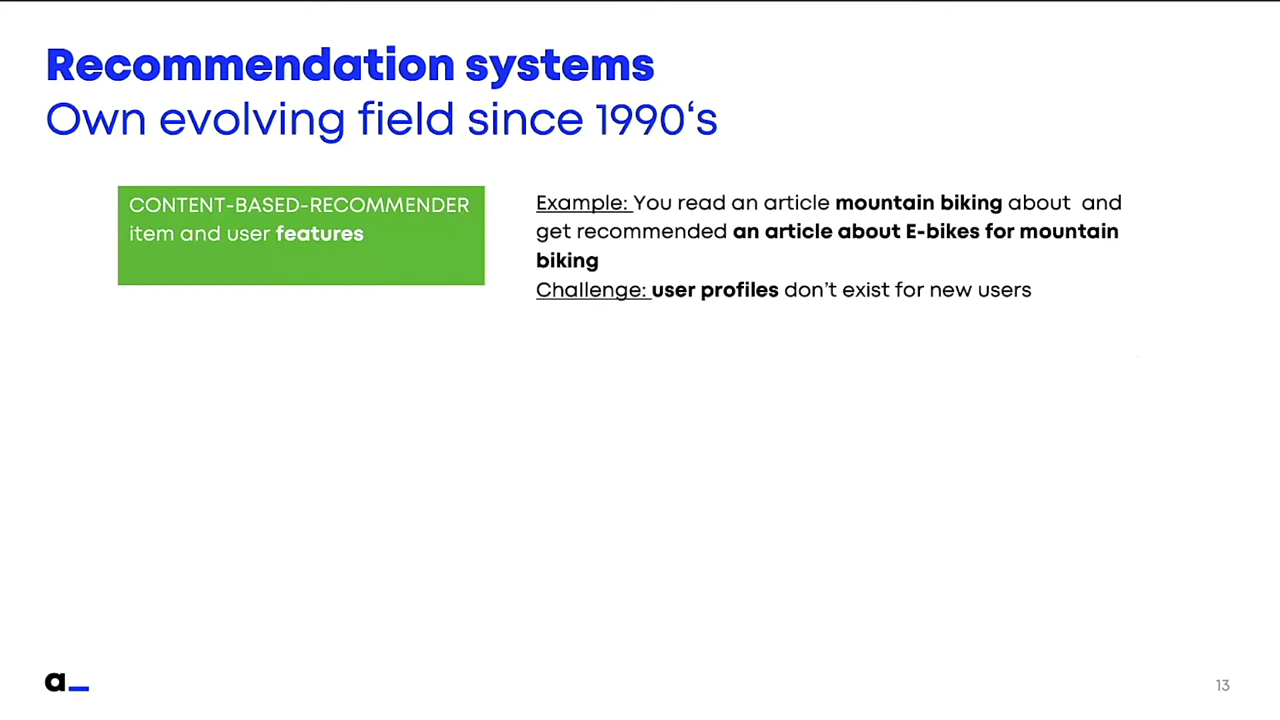 Recommendation systems
Own evolving field since 1990‘s
CONTENT-BASED-RECOMMENDER
item and user features
Example: You read an article mountain biking about  and
get recommended an article about E-bikes for mountain
biking
Challenge: user profiles don’t exist for new users
a_
13